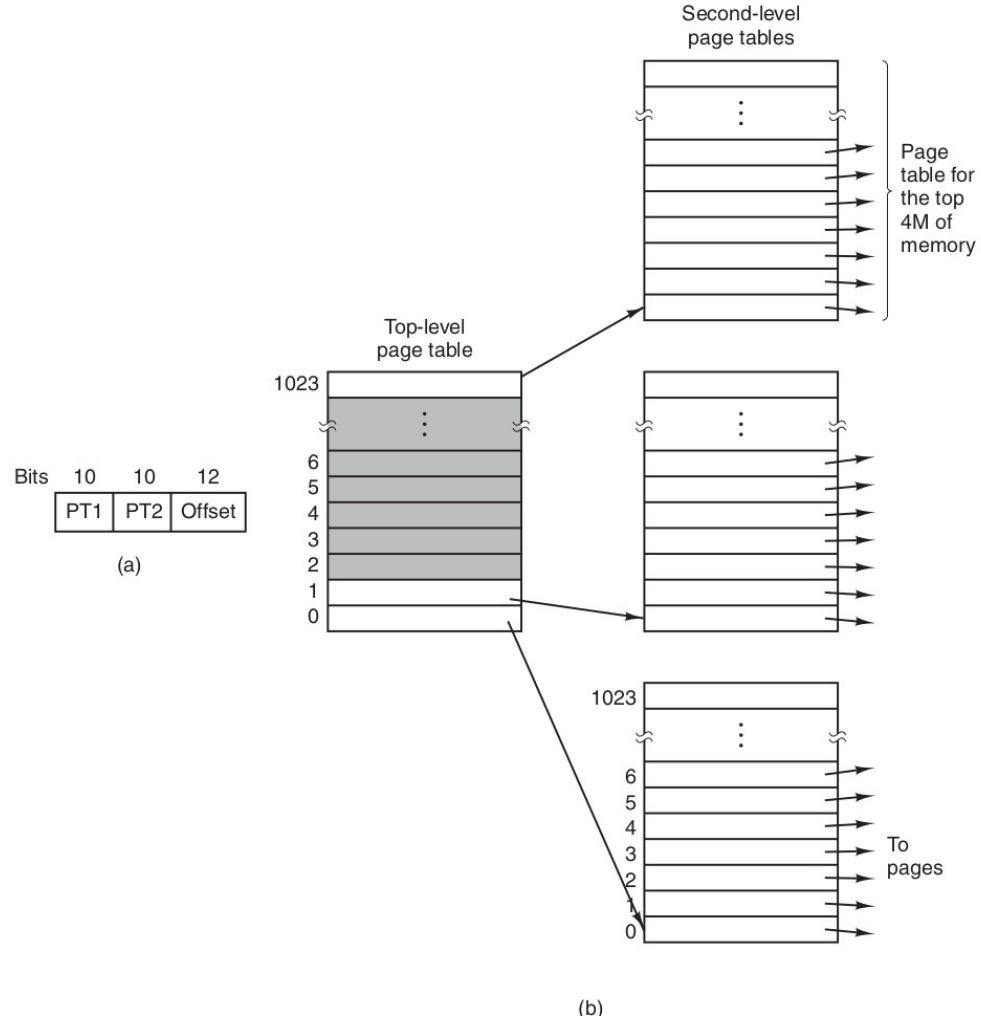 Second-level
page tables
Page
table for
the top
4M of
memory
Top-level
page table
1023
6
5
4
3
2
1
0
Bits 10 10 12
PT1 PT2 Offset
(a)
1023
6
5
4
3
2
1
0
To
pages
(b)